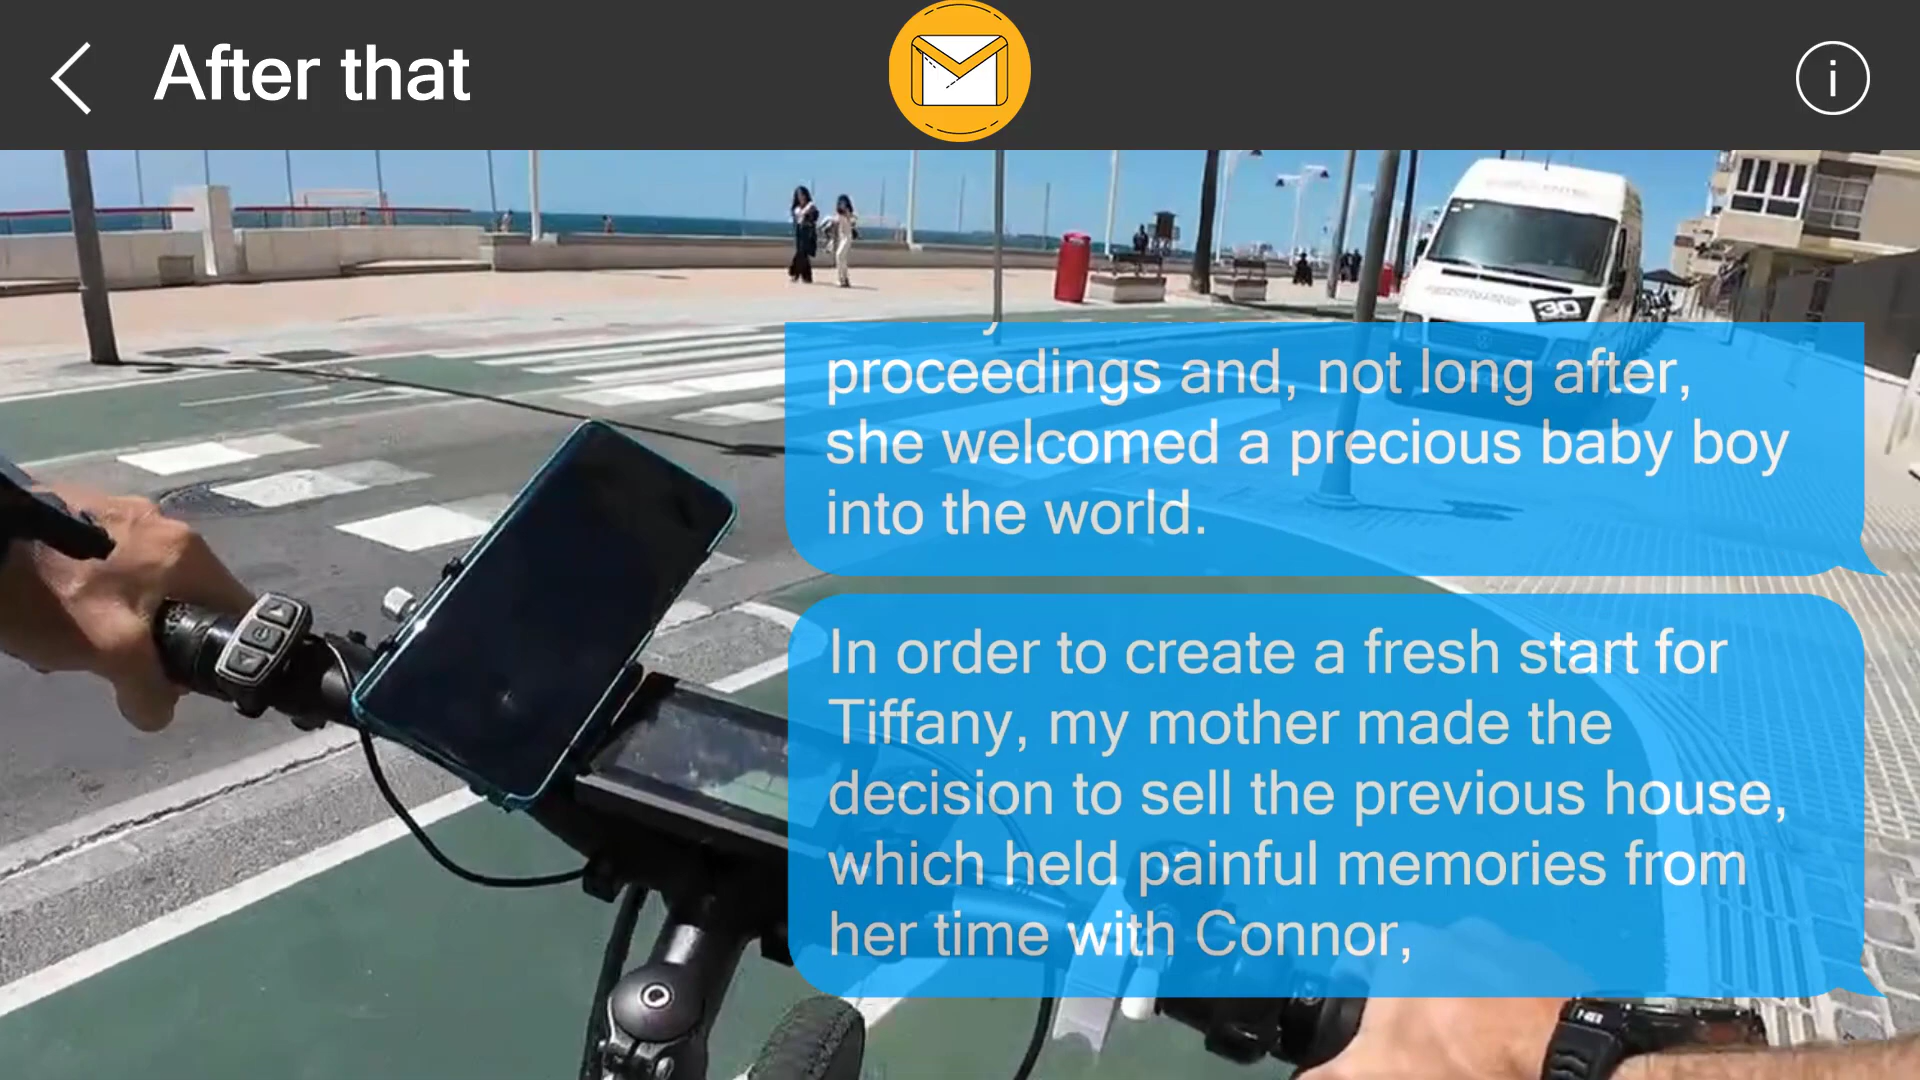 After that
30
proceedings and, not long after,
she welcomed a precious baby boy
into the world.
In order to create a fresh start for
Tiffany, my mother made the
decision to sell the previous house,
which held painful memories from
her time with Connor,